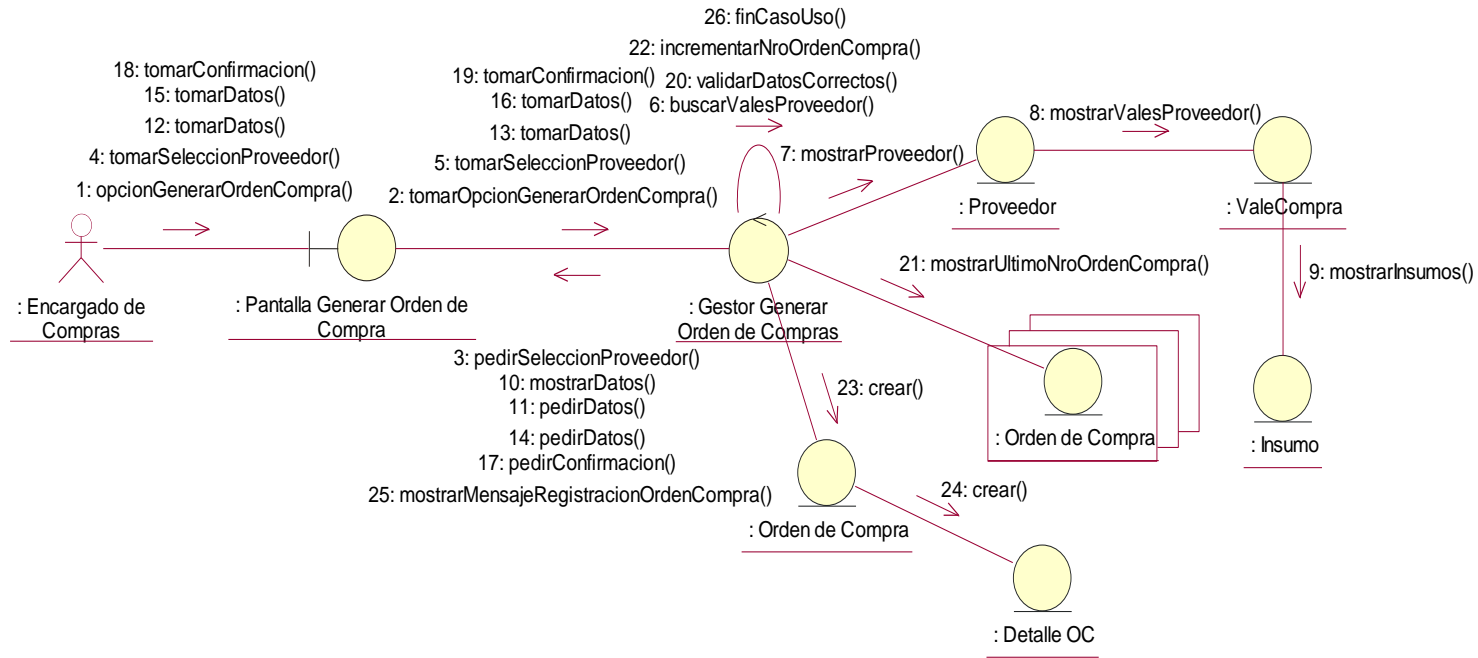 26: finCasoUso()
22: incrementarNroOrdenCompra()
18: tomarConfirmacion()
19: tomarConfirmacion()
20: validarDatosCorrectos()
15: tomarDatos()
16: tomarDatos()
6: buscarValesProveedor()
8: mostrarValesProveedor()
12: tomarDatos()
13: tomarDatos()
4: tomarSeleccionProveedor()
5: tomarSeleccionProveedor()
7: mostrarProveedor()
1: opcionGenerarOrdenCompra()
2: tomarOpcionGenerarOrdenCompra()
: Proveedor
: ValeCompra
21: mostrarUltimoNroOrdenCompra()
9: mostrarInsumos()
: Encargado de
Compras
: Pantalla Generar Orden de
Compra
: Gestor Generar
Orden de Compras
3: pedirSeleccionProveedor()
10: mostrarDatos()
11: pedirDatos()
14: pedirDatos()
17: pedirConfirmacion()
25: mostrarMensajeRegistracionOrdenCompra()
23: crear()
: Orden de Compra
: Insumo
24: crear()
: Orden de Compra
: Detalle OC